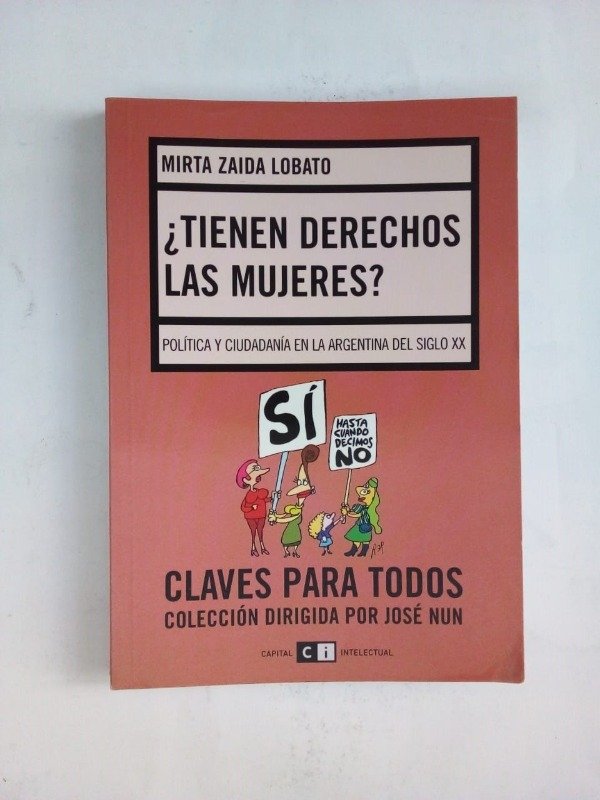 MIRTA ZAIDA LOBATO
¿TIENEN DERECHOS
LAS MUJERES?
POLÍTICA Y CIUDADANÍA EN LA ARGENTINA DEL SIGLO XX
SÍ
HASTA
CUANDO
DECIMOS
NO
CLAVES PARA TODOS
COLECCIÓN DIRIGIDA POR JOSÉ NUN
CAPITAL Ci INTELECTUAL